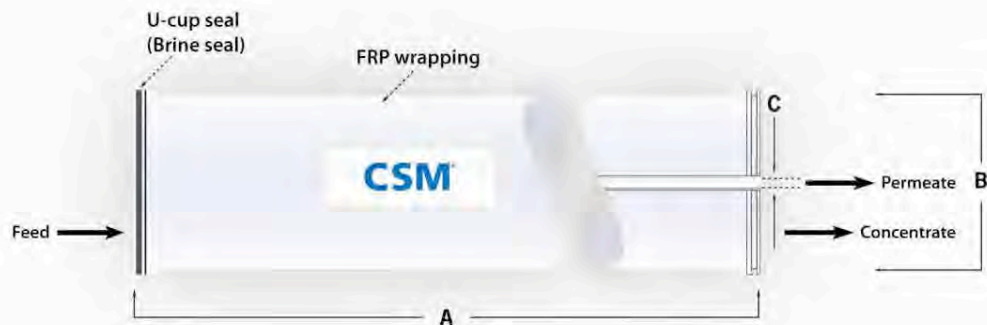 U-cup seal
(Brine seal)
FRP wrapping
C
CSM
Permeate
B
Feed
Concentrate
A